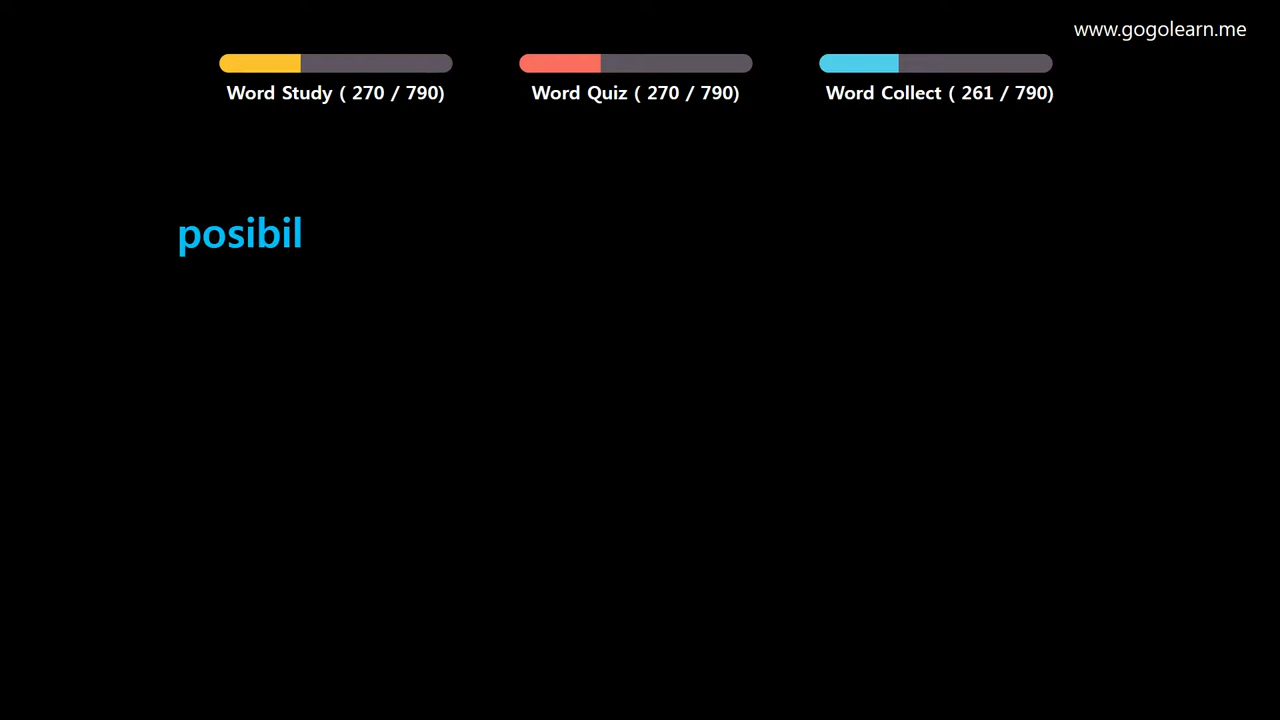 www.gogolearn.me
Word Study ( 270 / 790)
Word Quiz ( 270 / 790)
Word Collect ( 261 / 790)
posibil